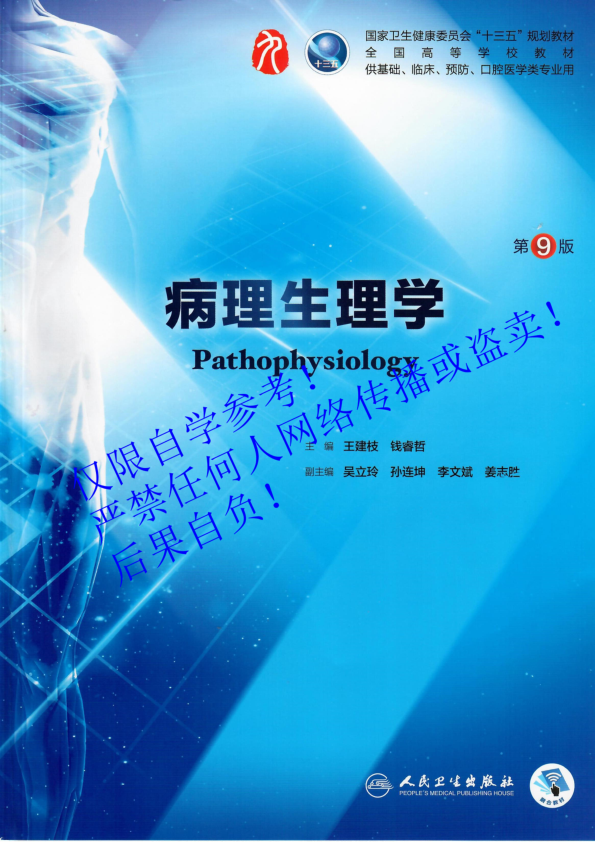 国家卫生健康委员会“十三五”规划教材
全国高等学校教材
供基础、临床、预防、口腔医学类专业用
九
十三五
第9版
病理生理学
Pathophysiology
仅限自学参考！
严禁任何人网络传播或盗卖！
后果自负！
主编 王建枝 钱睿哲
副主编 吴立玲 孙连坤 李文斌 姜志胜
人民卫生出版社
PEOPLE'S MEDICAL PUBLISHING HOUSE
融合教材